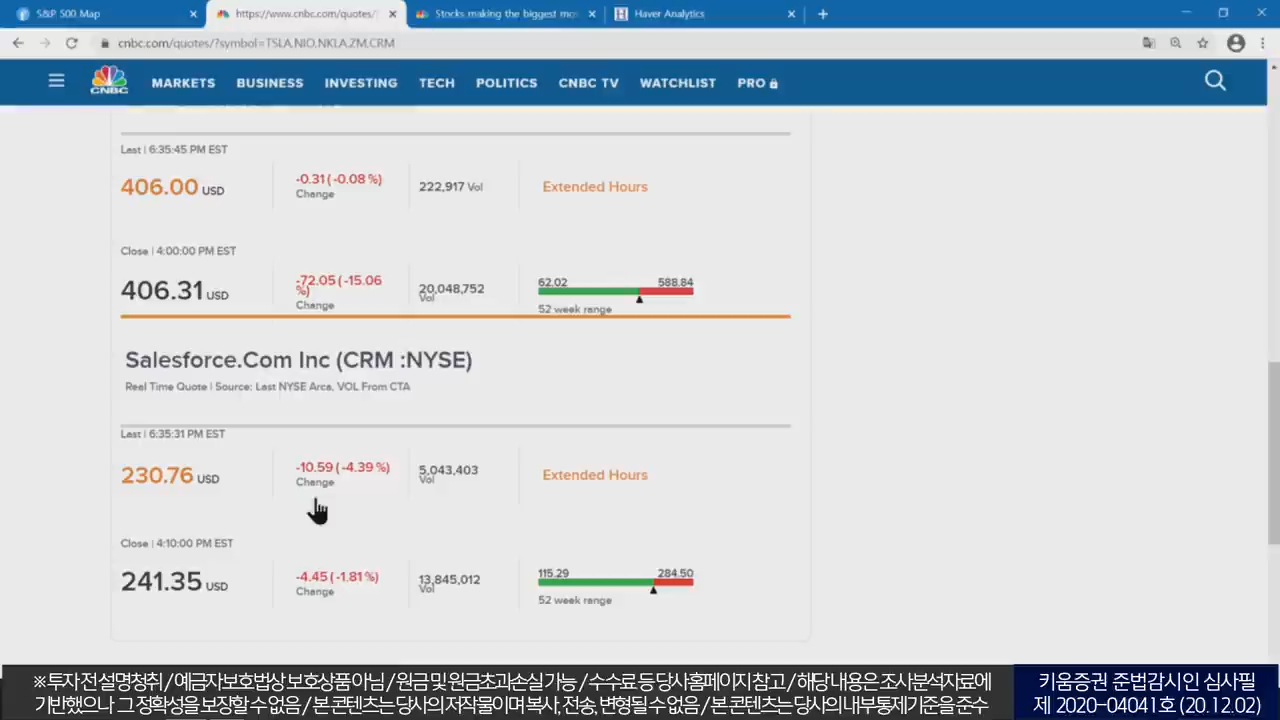 S&P 500 Map
https://www.cnbc.com/quotes/
Stocks making the biggest mo
Haver Analytics
cnbc.com/quotes/?symbol=TSLA.NIO.NKLA.ZM.CRM
CNBC
MARKETS BUSINESS INVESTING TECH POLITICS CNBC TV WATCHLIST PRO
Last | 6:35:45 PM EST
406.00 USD
-0.31 ( -0.08 %)
Change
222,917 Vol
Extended Hours
Close | 4:00:00 PM EST
406.31 USD
-72.05 ( -15.06
%)
Change
20,048,752
Vol
62.02 588.84
52 week range
Salesforce.Com Inc (CRM :NYSE)
Real Time Quote | Source: Last NYSE Arca, VOL From CTA
Last | 6:35:31 PM EST
230.76 USD
-10.59 ( -4.39 %)
Change
5,043,403
Vol
Extended Hours
Close | 4:10:00 PM EST
241.35 USD
-4.45 ( -1.81 %)
Change
13,845,012
Vol
115.29 284.50
52 week range
※ 투자 전 설명청취 / 예금자보호법상 보호상품 아님 / 원금 및 원금초과손실 가능 / 수수료 등 당사홈페이지 참고 / 해당 내용은 조사분석자료에
기반했으나 그 정확성을 보장할 수 없음 / 본 콘텐츠는 당사의 저작물이며 복사, 전송, 변형될 수 없음 / 본 콘텐츠는 당사의 내부통제기준을 준수
키움증권 준법감시인 심사필
제 2020-04041호 (20.12.02)